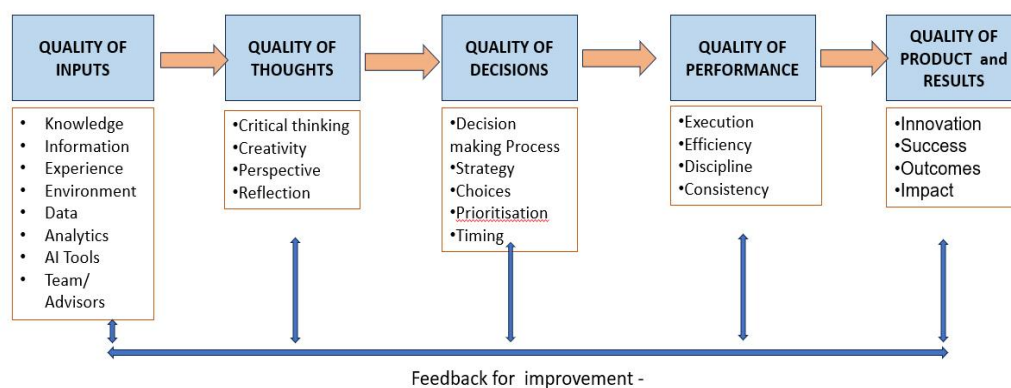 QUALITY OF
INPUTS
QUALITY OF
THOUGHTS
QUALITY OF
DECISIONS
QUALITY OF
PERFORMANCE
QUALITY OF
PRODUCT and
RESULTS
• Knowledge
• Information
• Experience
• Environment
• Data
• Analytics
• AI Tools
• Team/
Advisors
•Critical thinking
•Creativity
•Perspective
•Reflection
•Decision
making Process
•Strategy
•Choices
•Prioritisation
•Timing
•Execution
•Efficiency
•Discipline
•Consistency
•Innovation
•Success
•Outcomes
•Impact
Feedback for improvement -